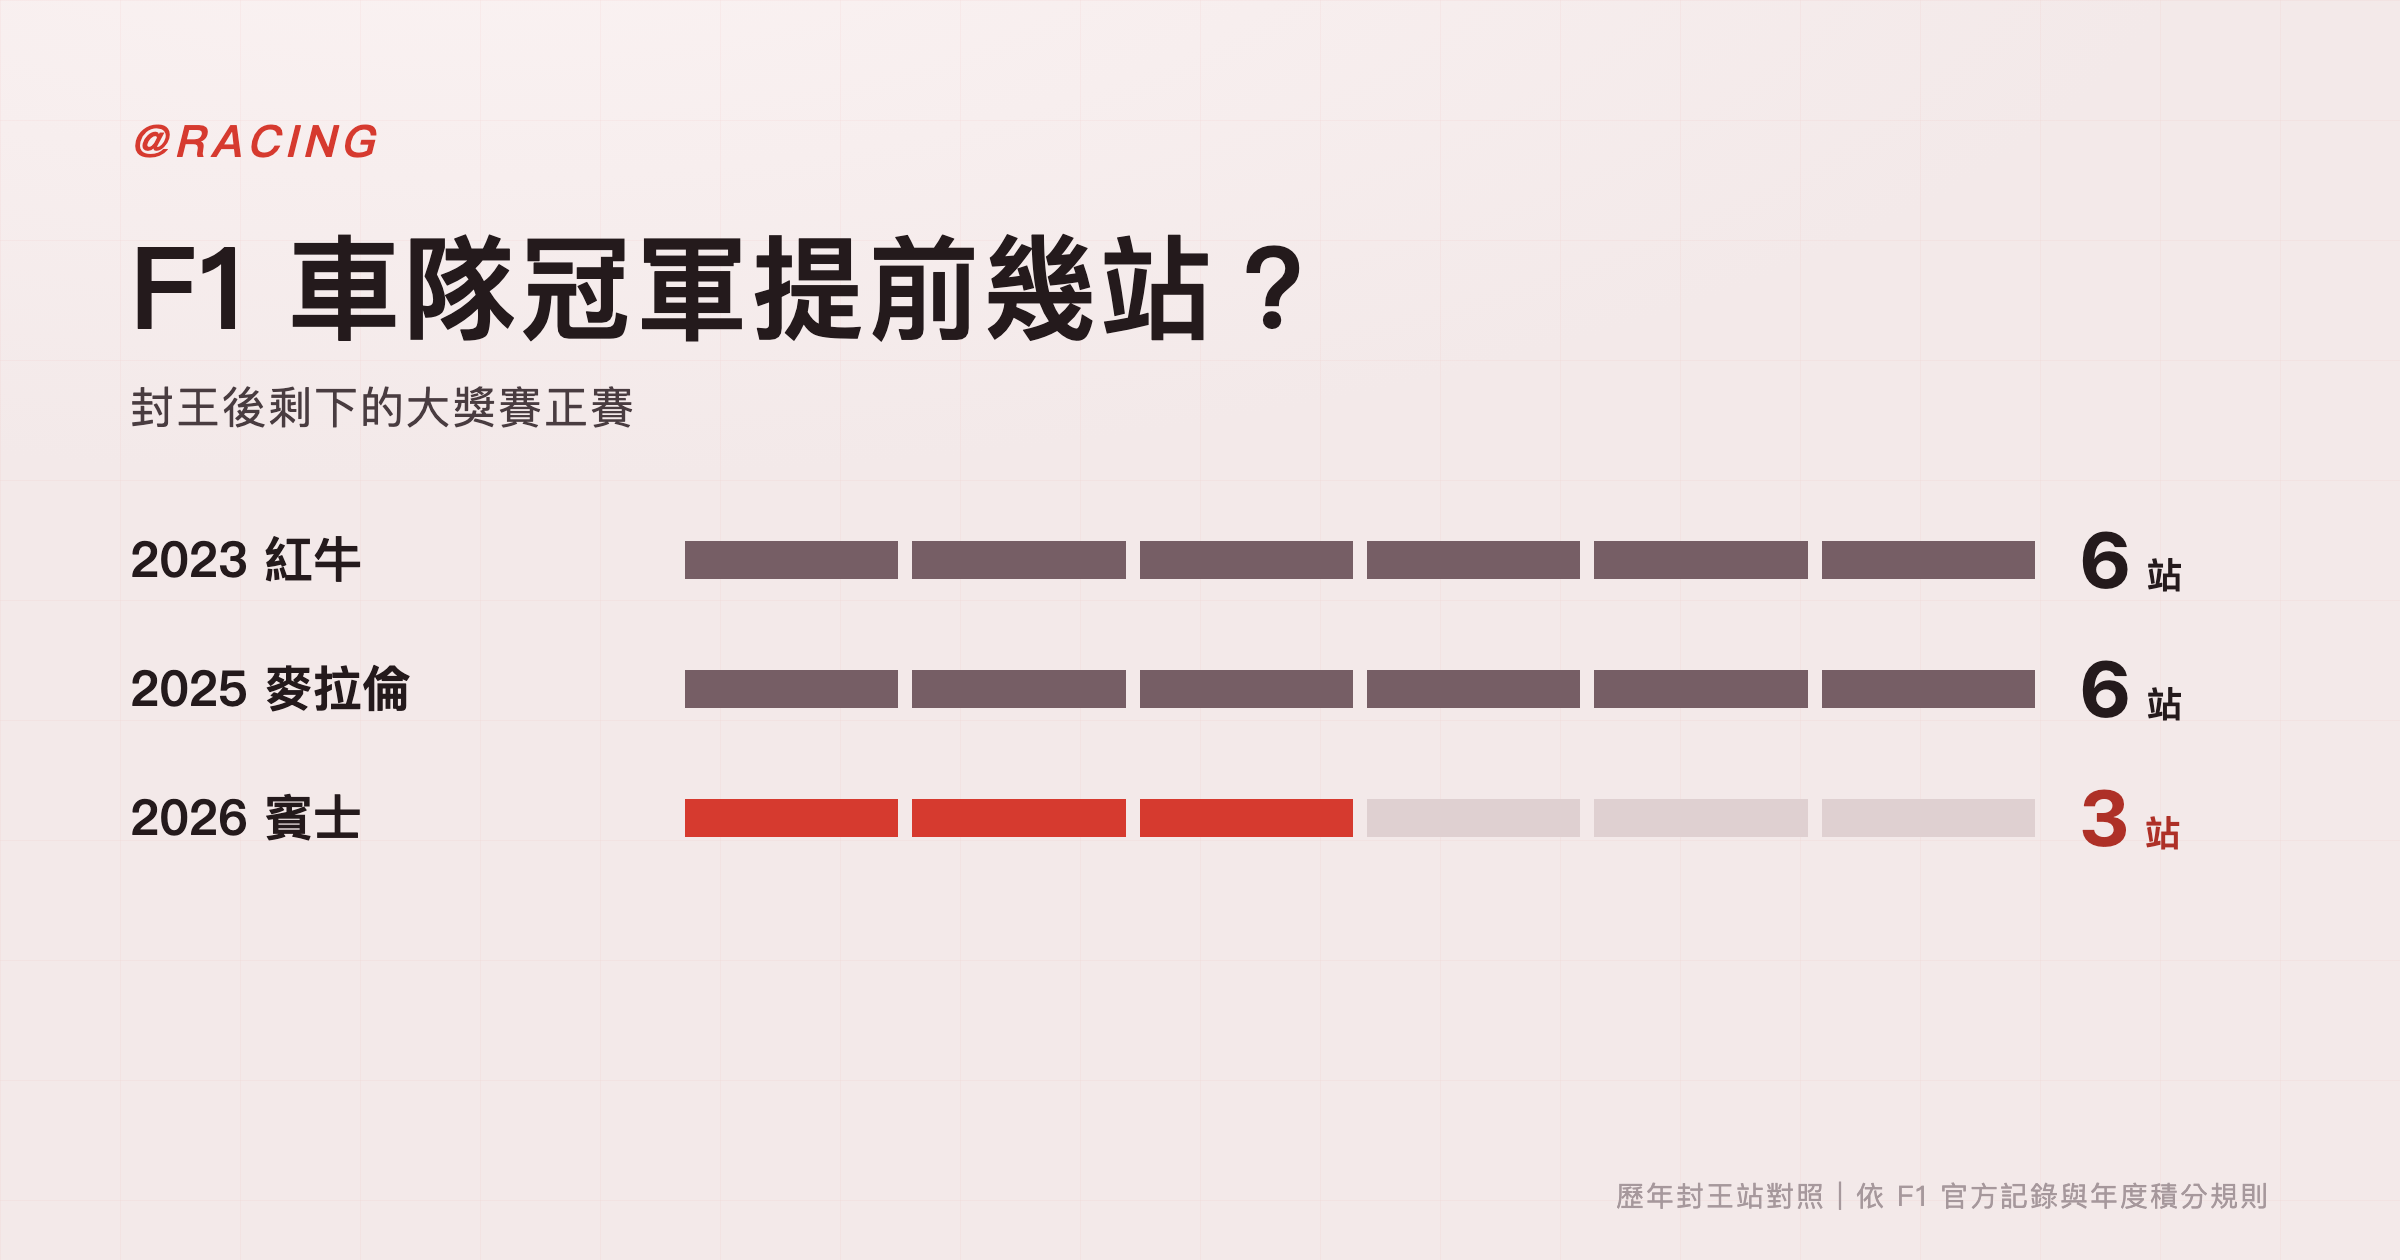 @RACING
F1 車隊冠軍提前幾站？
封王後剩下的大獎賽正賽
2023 紅牛 6 站
2025 麥拉倫 6 站
2026 賓士 3 站
歷年封王站對照｜依 F1 官方記錄與年度積分規則